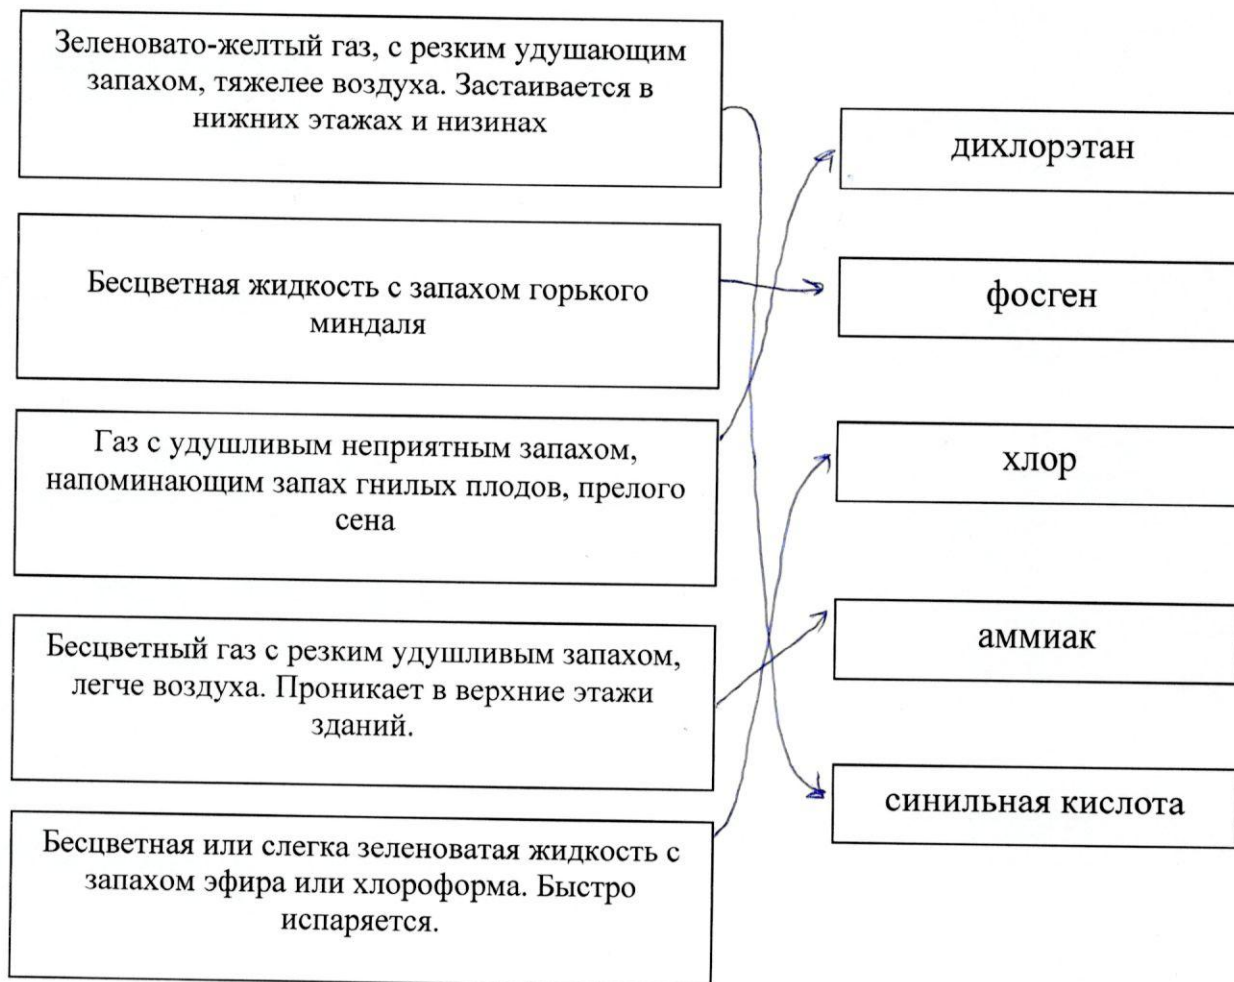 Зеленовато-желтый газ, с резким удушающим
запахом, тяжелее воздуха. Застаивается в
нижних этажах и низинах
Бесцветная жидкость с запахом горького
миндаля
Газ с удушливым неприятным запахом,
напоминающим запах гнилых плодов, прелого
сена
Бесцветный газ с резким удушливым запахом,
легче воздуха. Проникает в верхние этажи
зданий.
Бесцветная или слегка зеленоватая жидкость с
запахом эфира или хлороформа. Быстро
испаряется.
дихлорэтан
фосген
хлор
аммиак
синильная кислота